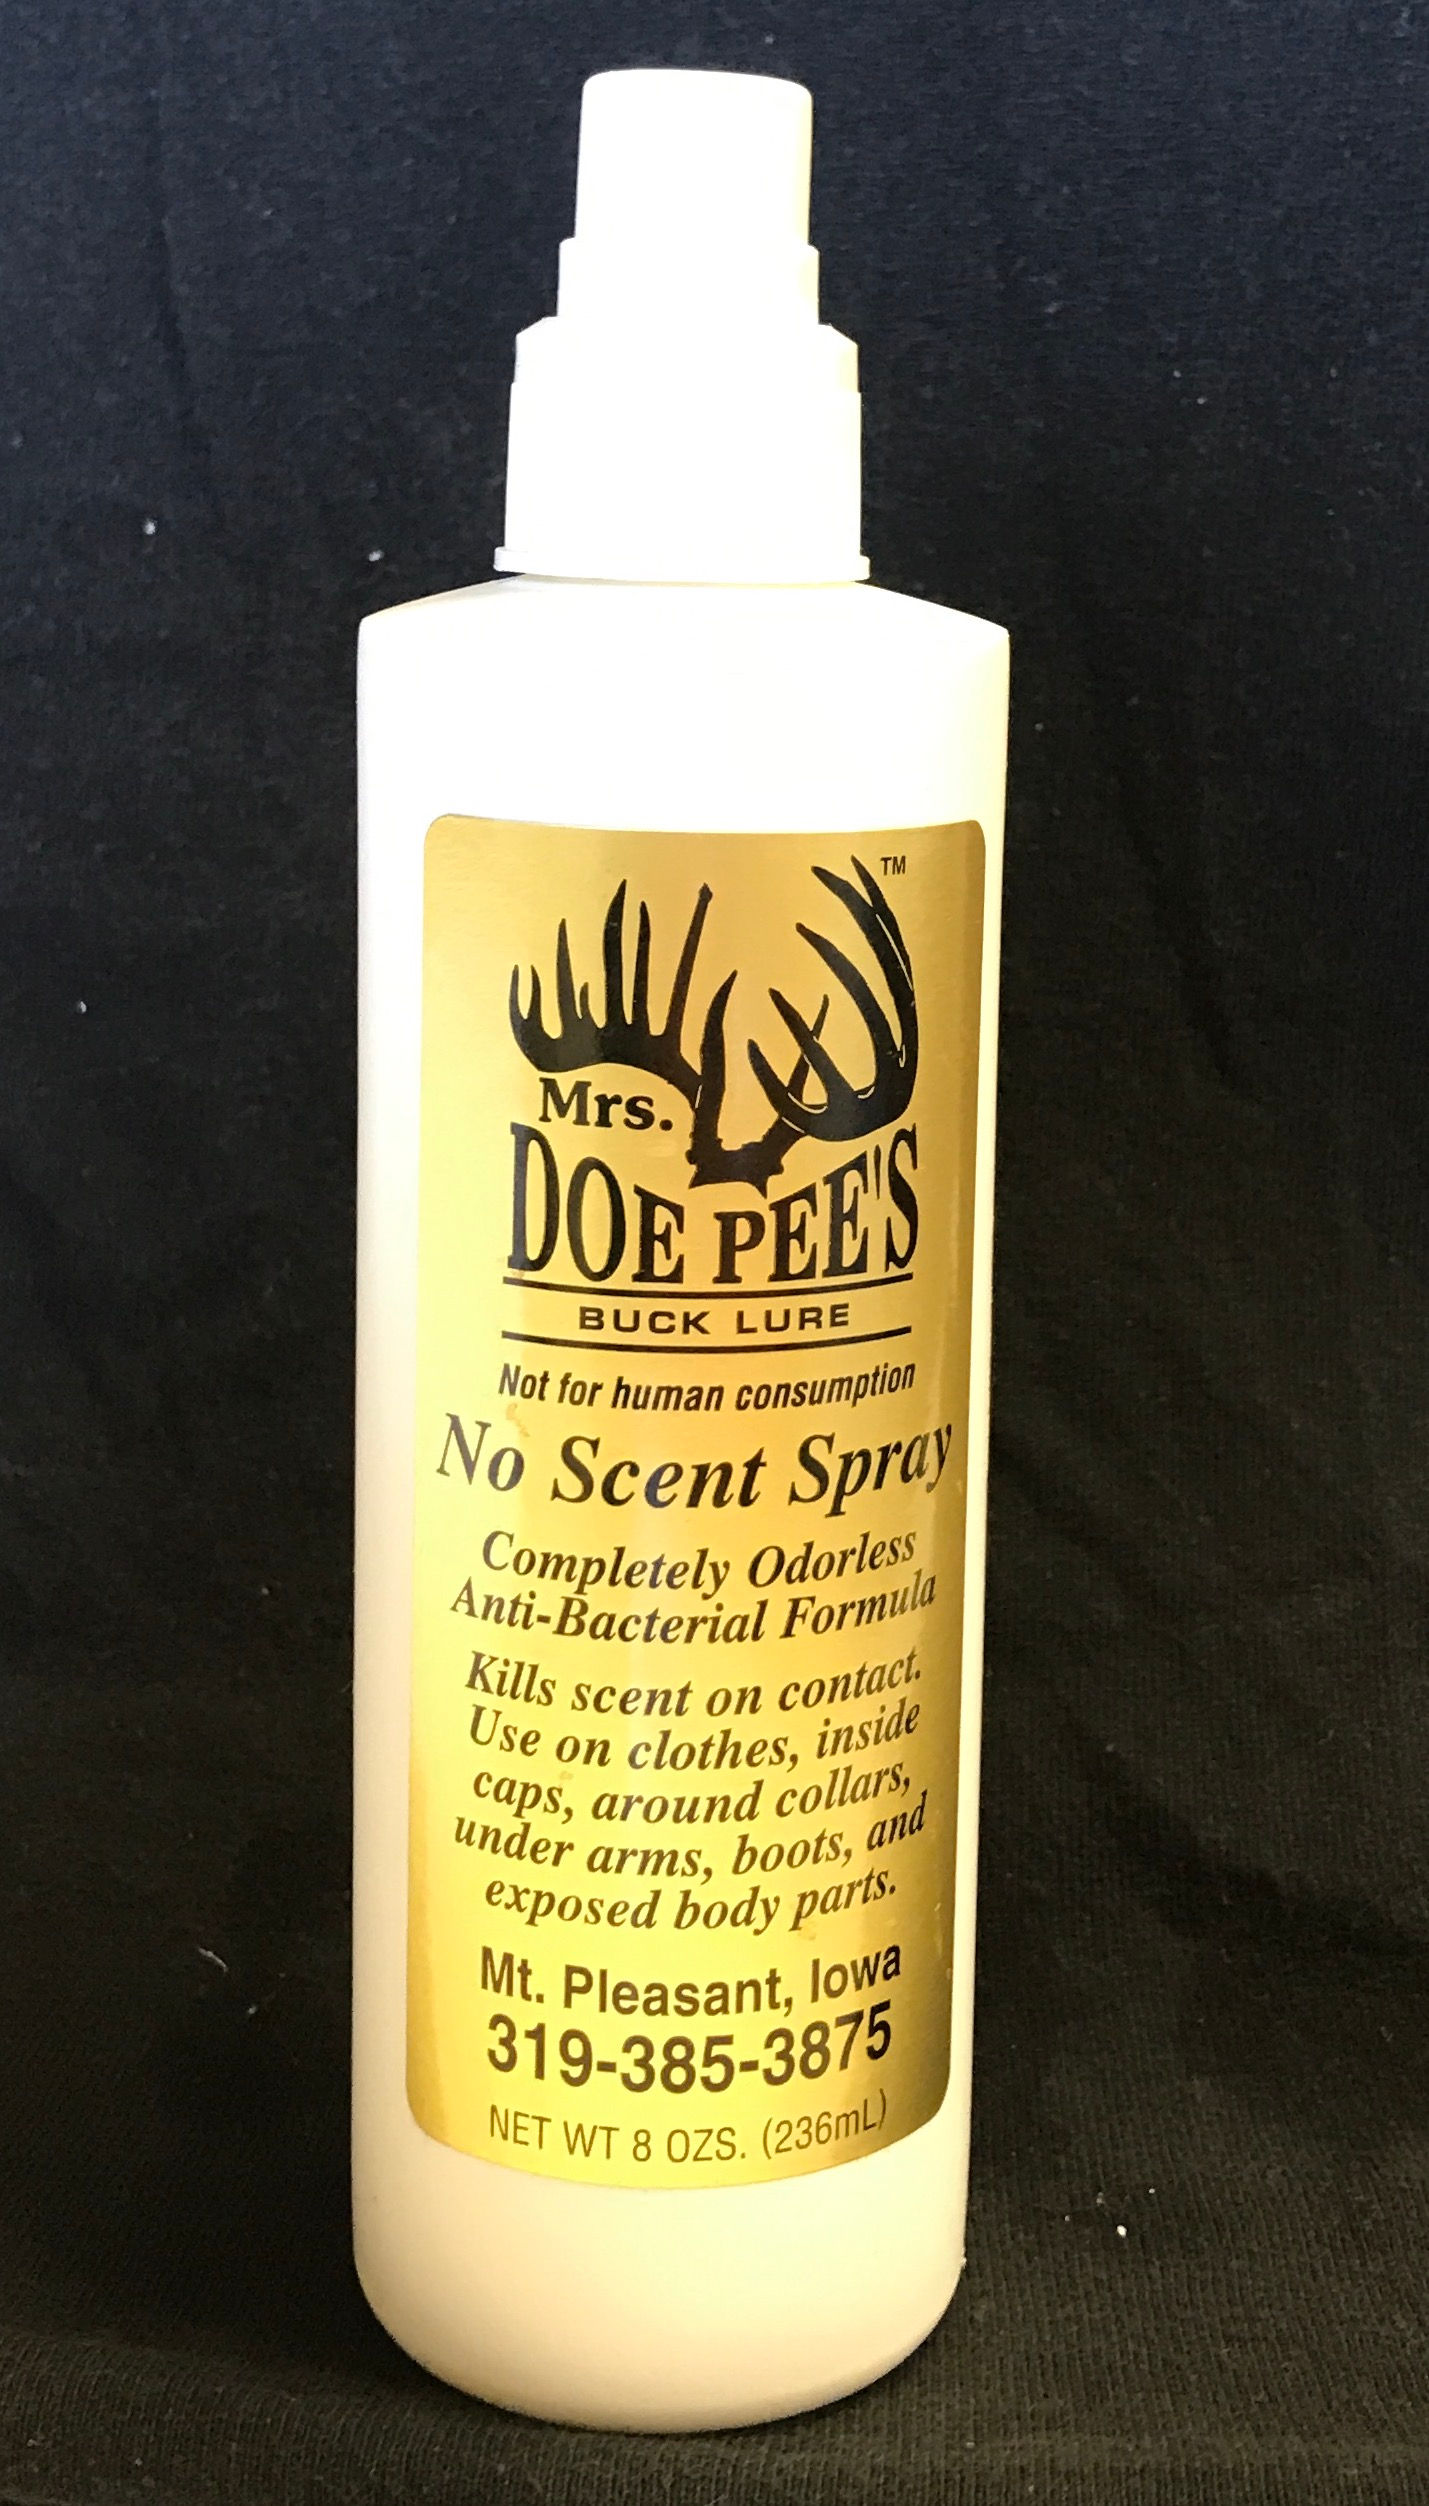 TM
Mrs.
DOE PEE'S
BUCK LURE
Not for human consumption
No Scent Spray
Completely Odorless
Anti-Bacterial Formula
Kills scent on contact.
Use on clothes, inside
caps, around collars,
under arms, boots, and
exposed body parts.
Mt. Pleasant, Iowa
319-385-3875
NET WT 8 OZS. (236mL)